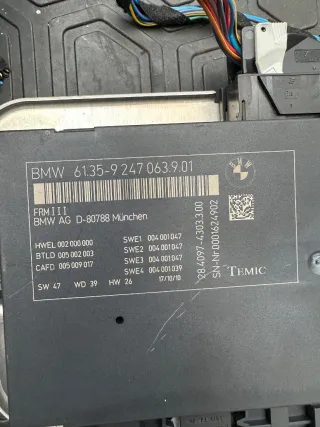 BMW 61.35-9 247 063.9.01
FRM III
BMW AG D-80788 München
HWEL 002 000 000
BTLD 005 002 003
CAFD 005 009 017
SWE1 004 001 047
SWE2 004 001 047
SWE3 004 001 047
SWE4 004 001 039
SW 47 WD 39 HW 26 17/10/10
28.4097-4303.3.00
SN-Nr.0001624902
TEMIC